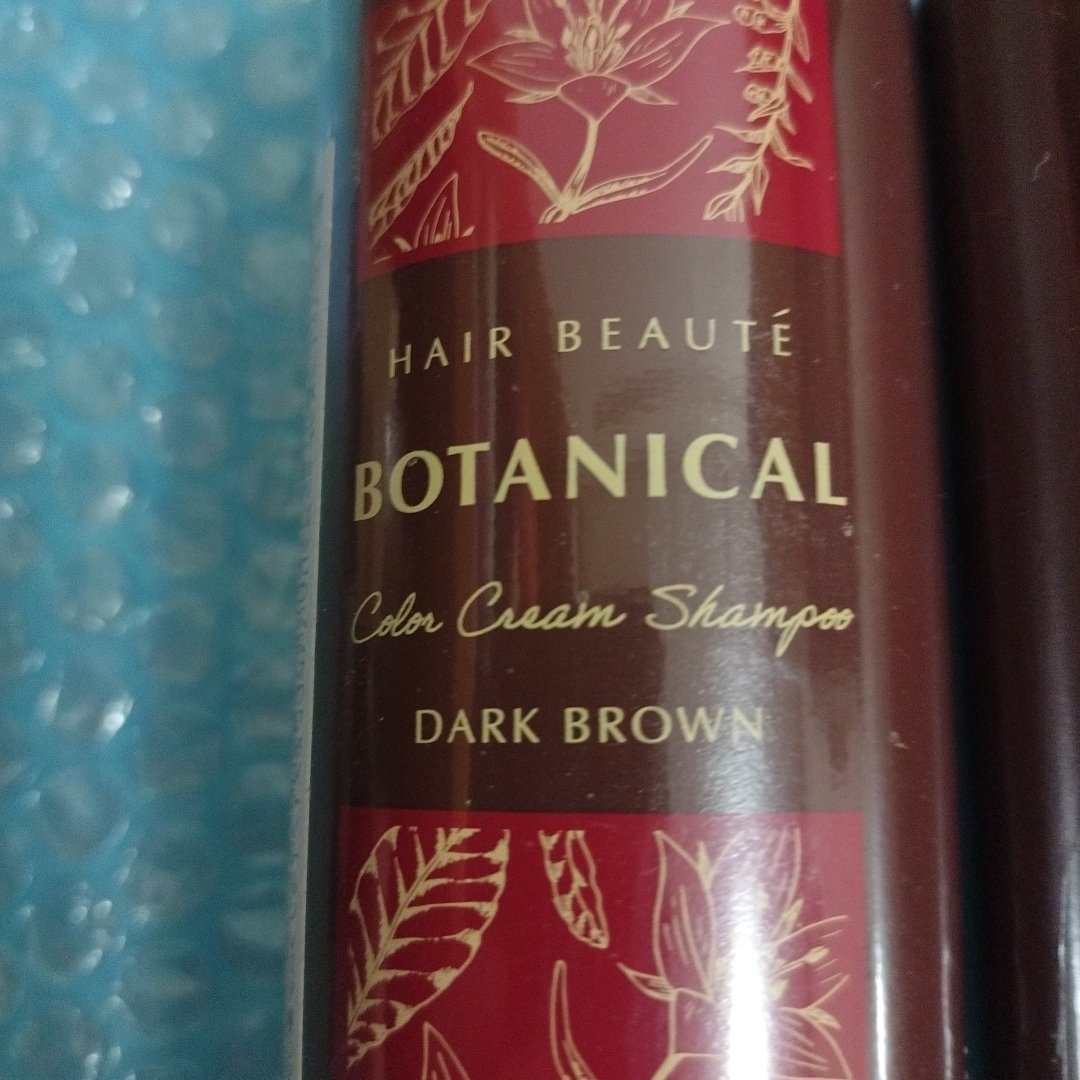 HAIR BEAUTÉ
BOTANICAL
Color Cream Shampoo
DARK BROWN